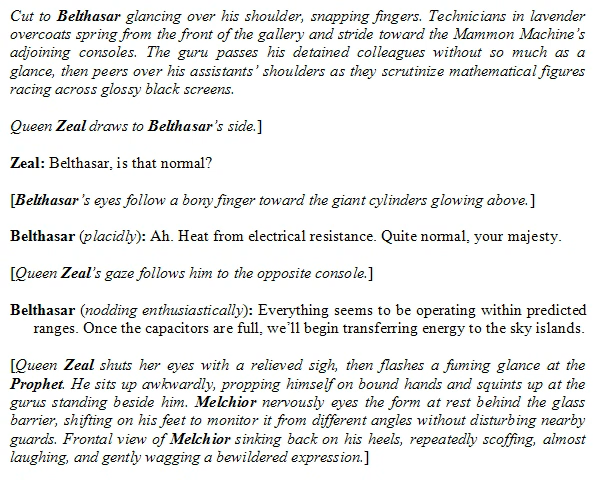 Cut to Belthasar glancing over his shoulder, snapping fingers. Technicians in lavender
overcoats spring from the front of the gallery and stride toward the Mammon Machine's
adjoining consoles. The guru passes his detained colleagues without so much as a
glance, then peers over his assistants' shoulders as they scrutinize mathematical figures
racing across glossy black screens.
Queen Zeal draws to Belthasar's side.]
Zeal: Belthasar, is that normal?
[Belthasar's eyes follow a bony finger toward the giant cylinders glowing above.]
Belthasar (placidly): Ah. Heat from electrical resistance. Quite normal, your majesty.
[Queen Zeal's gaze follows him to the opposite console.]
Belthasar (nodding enthusiastically): Everything seems to be operating within predicted
ranges. Once the capacitors are full, we'll begin transferring energy to the sky islands.
[Queen Zeal shuts her eyes with a relieved sigh, then flashes a fuming glance at the
Prophet. He sits up awkwardly, propping himself on bound hands and squints up at the
gurus standing beside him. Melchior nervously eyes the form at rest behind the glass
barrier, shifting on his feet to monitor it from different angles without disturbing nearby
guards. Frontal view of Melchior sinking back on his heels, repeatedly scoffing, almost
laughing, and gently wagging a bewildered expression.]